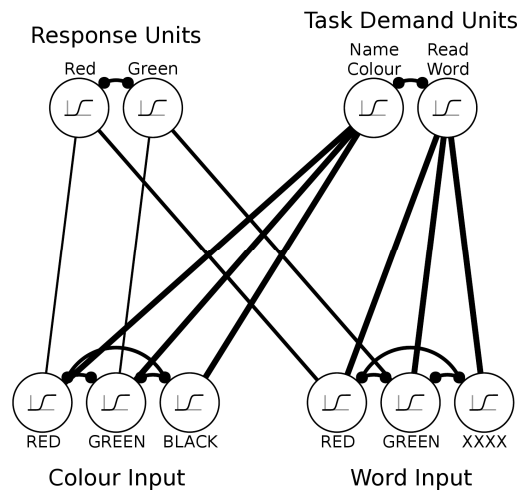 Response Units
Task Demand Units
Red
Green
Name
Colour
Read
Word
RED
GREEN
BLACK
RED
GREEN
XXXX
Colour Input
Word Input